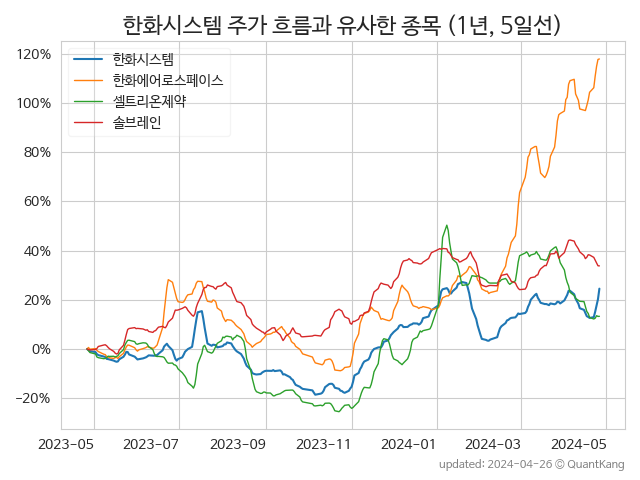 한화시스템 주가 흐름과 유사한 종목 (1년, 5일선)
한화시스템
한화에어로스페이스
셀트리온제약
솔브레인
120%
100%
80%
60%
40%
20%
0%
−20%
2023-05 2023-07 2023-09 2023-11 2024-01 2024-03 2024-05
updated: 2024-04-26 © QuantKang